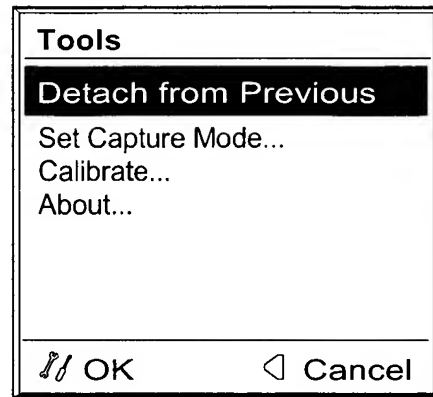 Tools
Detach from Previous
Set Capture Mode...
Calibrate...
About...
OK Cancel